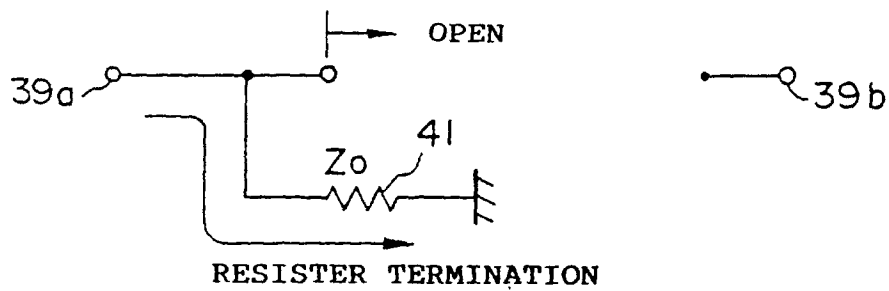 OPEN
39a
39b
Zo
41
RESISTER TERMINATION